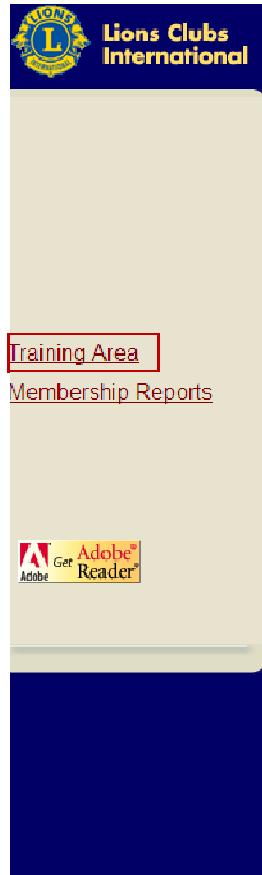 LIONS
L
INTERNATIONAL
Lions Clubs
International
Training Area
Membership Reports
Adobe
Get Adobe®
Reader®